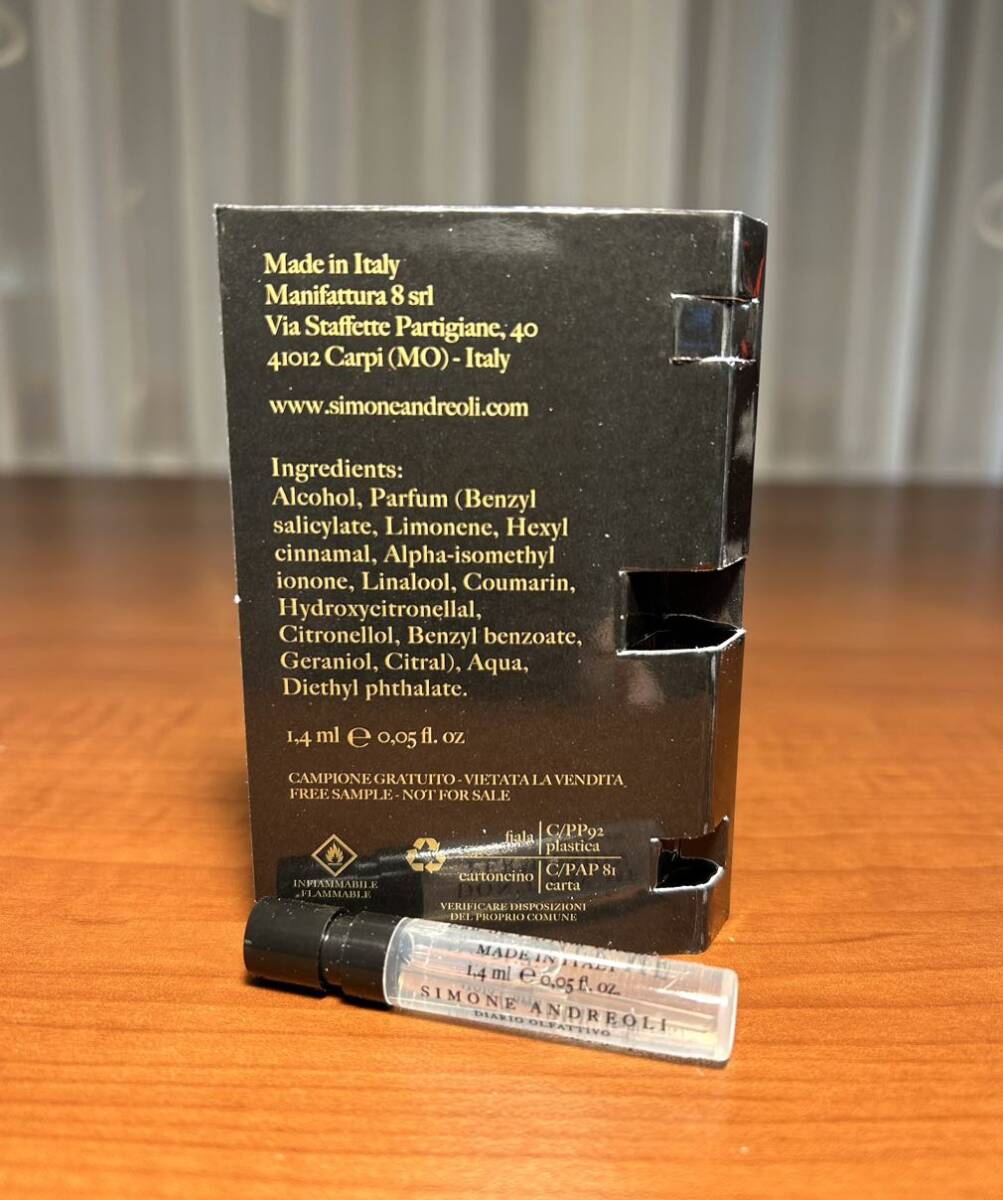 Made in Italy
Manifattura 8 srl
Via Staffette Partigiane, 40
41012 Carpi (MO) - Italy
www.simoneandreoli.com
Ingredients:
Alcohol, Parfum (Benzyl
salicylate, Limonene, Hexyl
cinnamal, Alpha-isomethyl
ionone, Linalool, Coumarin,
Hydroxycitronellal,
Citronellol, Benzyl benzoate,
Geraniol, Citral), Aqua,
Diethyl phthalate.
1,4 ml ℮ 0,05 fl. oz
CAMPIONE GRATUITO - VIETATA LA VENDITA
FREE SAMPLE - NOT FOR SALE
INFIAMMABILE
FLAMMABLE
fiala
C/PP92
plastica
cartoncino
C/PAP 81
carta
VERIFICARE DISPOSIZIONI
DEL PROPRIO COMUNE
MADE IN ITALY
1,4 ml ℮ 0,05 fl. oz.
SIMONE ANDREOLI
DIARIO OLFATTIVO